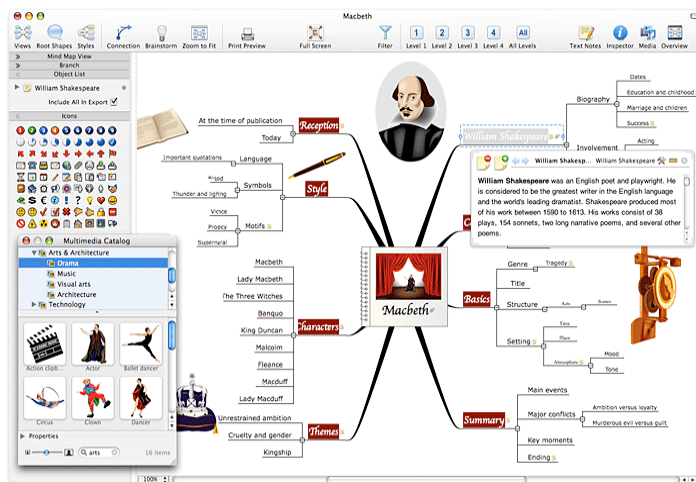 Macbeth
Views
Root Shapes
Styles
Connection
Brainstorm
Zoom to Fit
Print Preview
Full Screen
Filter
1
2
3
4
All
Level 1
Level 2
Level 3
Level 4
All Levels
Text Notes
Inspector
Media
Overview
Mind Map View
Branch
Object List
William Shakespeare
Include All In Export
Icons
Multimedia Catalog
Arts & Architecture
Drama
Music
Visual arts
Architecture
Technology
Action clipb...
Actor
Ballet dancer
Circus
Clown
Dancer
Properties
arts
16 items
Reception
At the time of publication
Today
Style
Language
Important quotations
Symbols
Thunder and lighting
Motifs
Characters
Macbeth
Lady Macbeth
The Three Witches
Banquo
King Duncan
Malcolm
Fleance
Macduff
Lady Macduff
Themes
Unrestrained ambition
Cruelty and gender
Kingship
Macbeth
William Shakespeare
Biography
Dates
Education and childhood
Marriage and children
Success
Involvement
Acting
William Shakesp...
William Shakespeare
William Shakespeare was an English poet and playwright. He
is considered to be the greatest writer in the English language
and the world's leading dramatist. Shakespeare produced most
of his work between 1590 to 1613. His works consist of 38
plays, 154 sonnets, two long narrative poems, and several other
poems.
Basics
Genre
Tragedy
Title
Structure
Acts
Scenes
Setting
Time
Place
Atmosphere
Mood
Tone
Summary
Main events
Major conflicts
Ambition versus loyalty
Murderous evil versus guilt
Key moments
Ending
100%